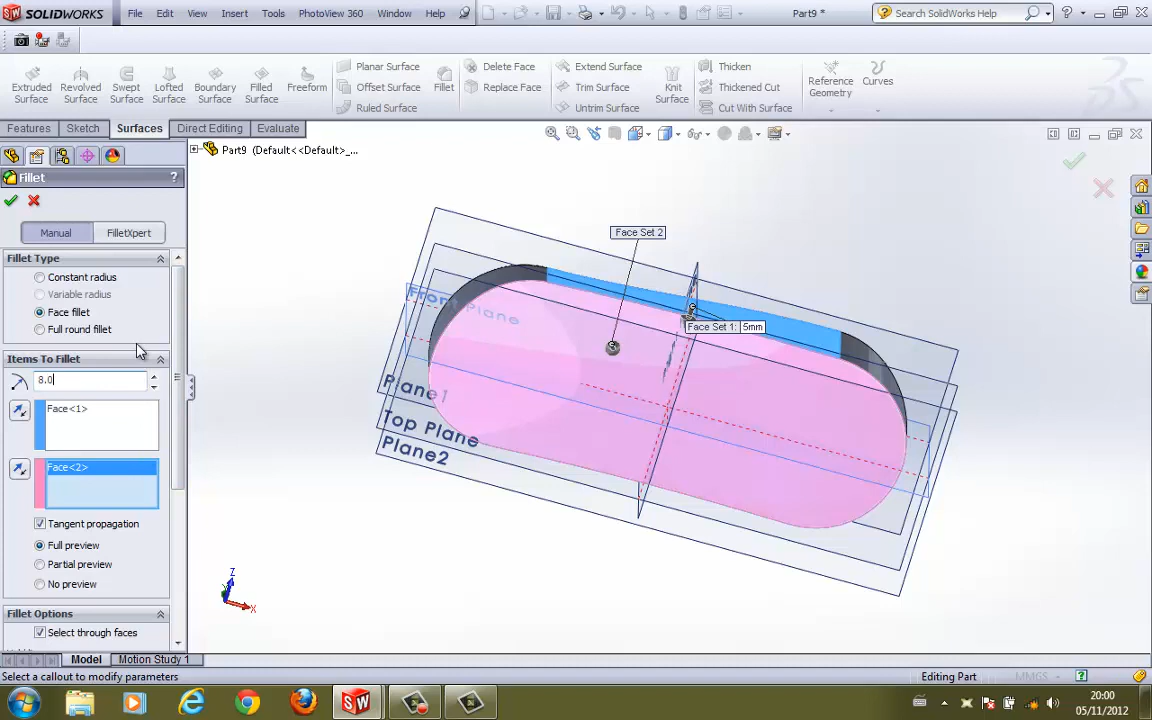 SOLIDWORKS File Edit View Insert Tools PhotoView 360 Window Help Part9 * Search SolidWorks Help
Extruded Surface
Revolved Surface
Swept Surface
Lofted Surface
Boundary Surface
Filled Surface
Freeform
Planar Surface
Offset Surface
Ruled Surface
Fillet
Delete Face
Replace Face
Extend Surface
Trim Surface
Untrim Surface
Knit Surface
Thicken
Thickened Cut
Cut With Surface
Reference Geometry
Curves
Features Sketch Surfaces Direct Editing Evaluate
Part9 (Default<<Default>_...
Fillet ?
Manual FilletXpert
Fillet Type
Constant radius
Variable radius
Face fillet
Full round fillet
Items To Fillet
8.0
Face<1>
Face<2>
Tangent propagation
Full preview
Partial preview
No preview
Fillet Options
Select through faces
Face Set 2
Face Set 1: 5mm
Front Plane
Plane1
Top Plane
Plane2
Z
X
Model Motion Study 1
Select a callout to modify parameters Editing Part MMGS
20:00
05/11/2012